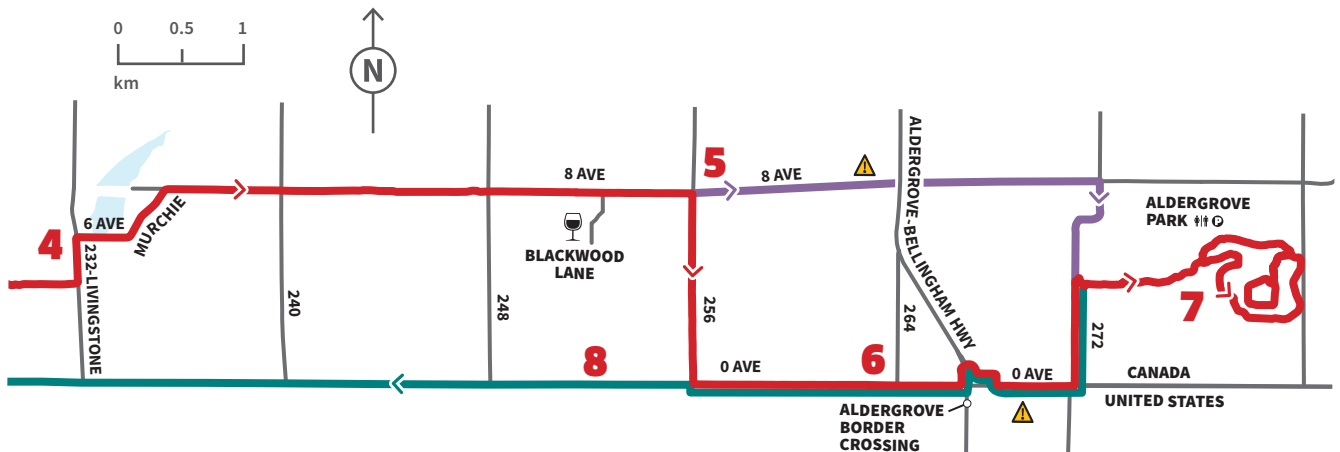 0 0.5 1
km
N
4
6 AVE
MURCHIE
232-LIVINGSTONE
240
8 AVE
BLACKWOOD
LANE
248
5
8 AVE
256
ALDERGROVE-BELLINGHAM HWY
264
ALDERGROVE
PARK P
7
272
8
0 AVE
6
0 AVE
CANADA
UNITED STATES
ALDERGROVE
BORDER
CROSSING